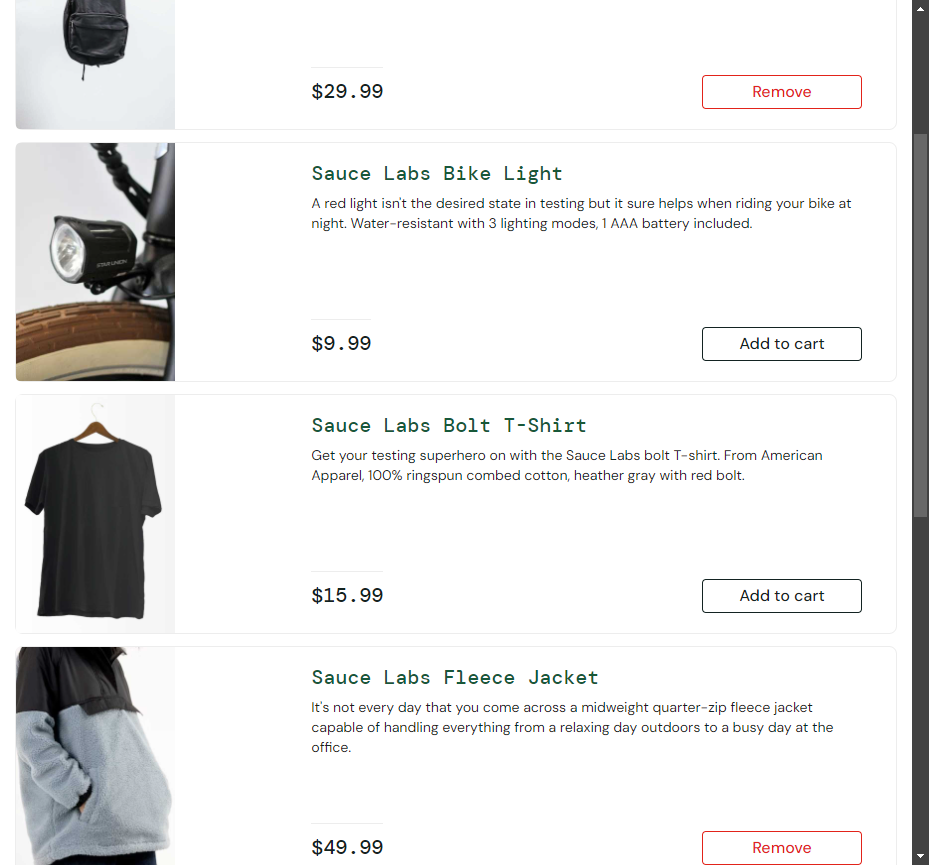 $29.99
Remove
Sauce Labs Bike Light
A red light isn't the desired state in testing but it sure helps when riding your bike at
night. Water-resistant with 3 lighting modes, 1 AAA battery included.
$9.99
Add to cart
Sauce Labs Bolt T-Shirt
Get your testing superhero on with the Sauce Labs bolt T-shirt. From American
Apparel, 100% ringspun combed cotton, heather gray with red bolt.
$15.99
Add to cart
Sauce Labs Fleece Jacket
It's not every day that you come across a midweight quarter-zip fleece jacket
capable of handling everything from a relaxing day outdoors to a busy day at the
office.
$49.99
Remove